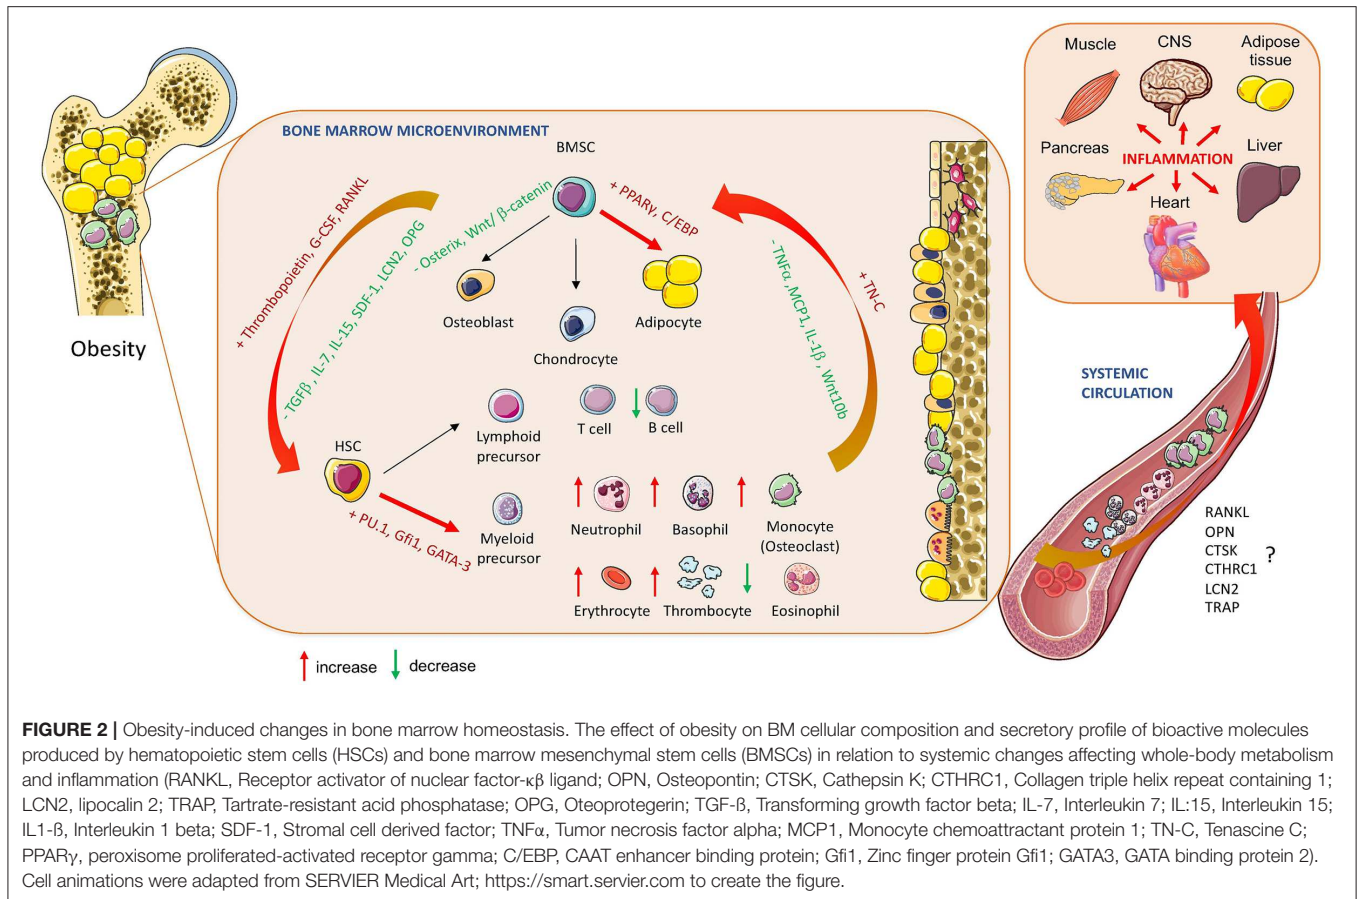 Muscle
CNS
Adipose
tissue
Pancreas
INFLAMMATION
Liver
Heart
Obesity
BONE MARROW MICROENVIRONMENT
BMSC
+ Thrombopoietin, G-CSF, RANKL
- TGFβ, IL-7, IL-15, SDF-1, LCN2, OPG
- Osterix, Wnt/ β-catenin
+ PPARγ, C/EBP
- TNFα ,MCP1, IL-1β , Wnt10b
+ TN-C
Osteoblast
Adipocyte
Chondrocyte
HSC
Lymphoid
precursor
T cell
B cell
+ PU.1, Gfi1, GATA-3
Myeloid
precursor
Neutrophil
Basophil
Monocyte
(Osteoclast)
Erythrocyte
Thrombocyte
Eosinophil
SYSTEMIC
CIRCULATION
RANKL
OPN
CTSK
CTHRC1
LCN2
TRAP
?
increase
decrease
FIGURE 2 | Obesity-induced changes in bone marrow homeostasis. The effect of obesity on BM cellular composition and secretory profile of bioactive molecules
produced by hematopoietic stem cells (HSCs) and bone marrow mesenchymal stem cells (BMSCs) in relation to systemic changes affecting whole-body metabolism
and inflammation (RANKL, Receptor activator of nuclear factor-κβ ligand; OPN, Osteopontin; CTSK, Cathepsin K; CTHRC1, Collagen triple helix repeat containing 1;
LCN2, lipocalin 2; TRAP, Tartrate-resistant acid phosphatase; OPG, Oteoprotegerin; TGF-ß, Transforming growth factor beta; IL-7, Interleukin 7; IL:15, Interleukin 15;
IL1-ß, Interleukin 1 beta; SDF-1, Stromal cell derived factor; TNFα, Tumor necrosis factor alpha; MCP1, Monocyte chemoattractant protein 1; TN-C, Tenascine C;
PPARγ, peroxisome proliferated-activated receptor gamma; C/EBP, CAAT enhancer binding protein; Gfi1, Zinc finger protein Gfi1; GATA3, GATA binding protein 2).
Cell animations were adapted from SERVIER Medical Art; https://smart.servier.com to create the figure.